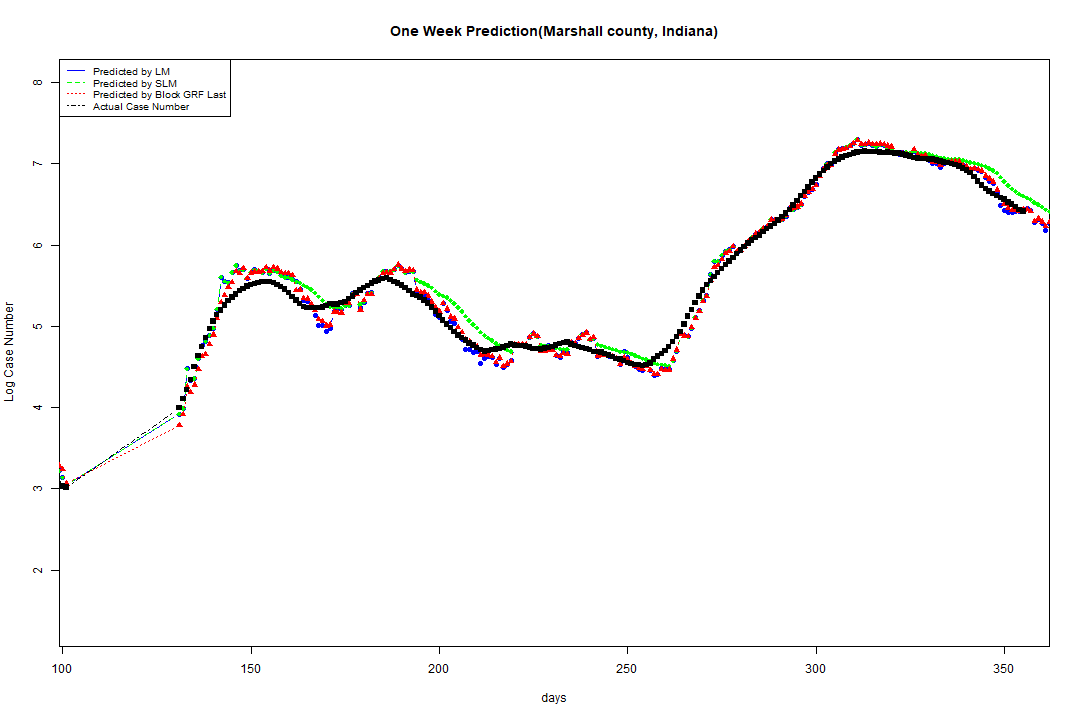 One Week Prediction(Marshall county, Indiana)
Predicted by LM
Predicted by SLM
Predicted by Block GRF Last
Actual Case Number
8
7
6
5
4
3
2
Log Case Number
100 150 200 250 300 350
days